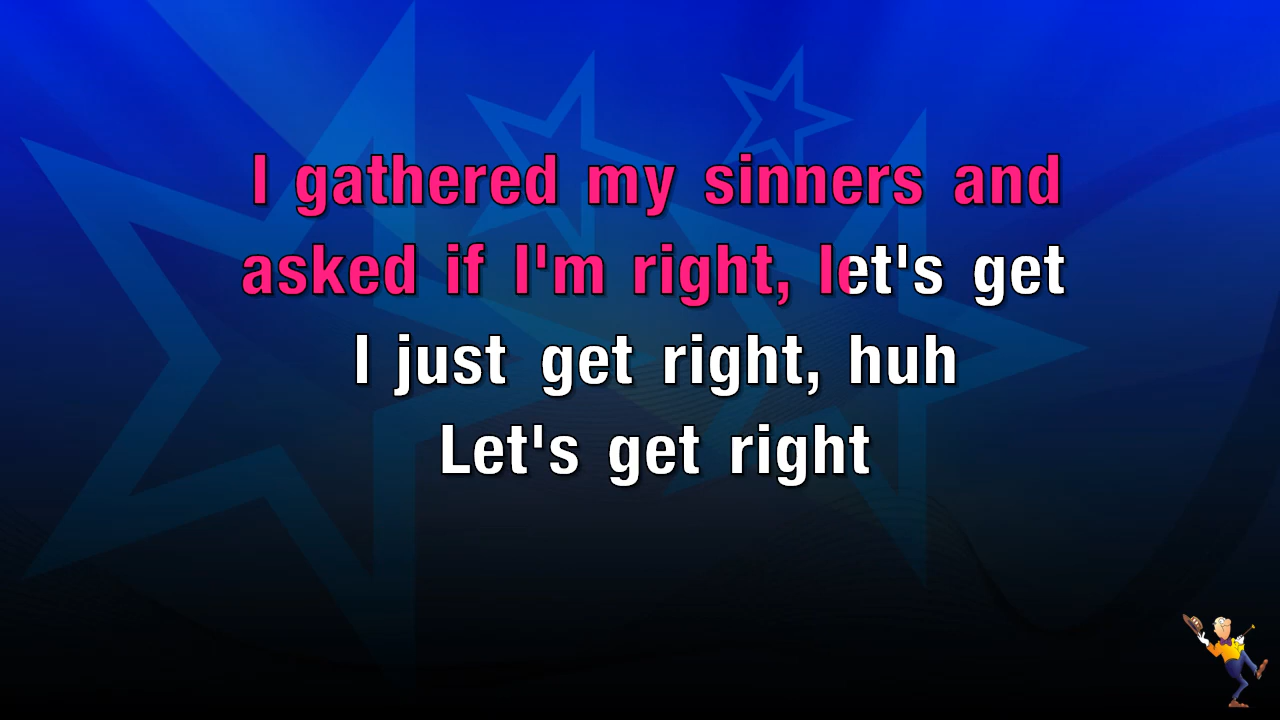 I gathered my sinners and
asked if I'm right, let's get
I just get right, huh
Let's get right